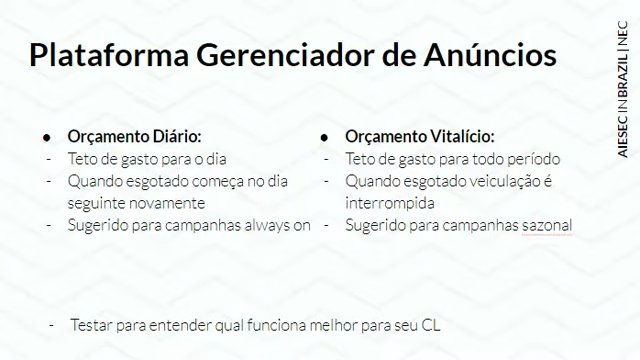 Plataforma Gerenciador de Anúncios
AIESEC IN BRAZIL | NEC
● Orçamento Diário:
- Teto de gasto para o dia
- Quando esgotado começa no dia
seguinte novamente
- Sugerido para campanhas always on
● Orçamento Vitalício:
- Teto de gasto para todo período
- Quando esgotado veiculação é
interrompida
- Sugerido para campanhas sazonal
- Testar para entender qual funciona melhor para seu CL